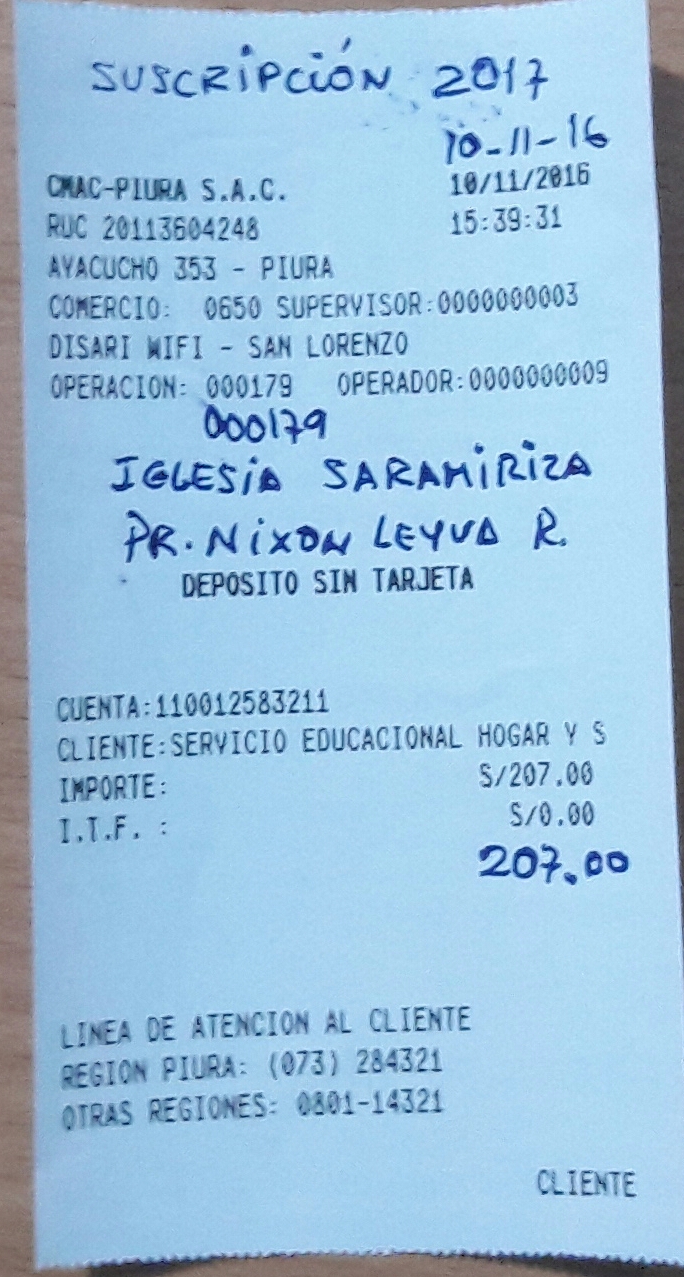 SUSCRIPCIÓN 2017
10-11-16
CMAC-PIURA S.A.C. 10/11/2016
RUC 20113604248 15:39:31
AYACUCHO 353 - PIURA
COMERCIO: 0650 SUPERVISOR:0000000003
DISARI WIFI - SAN LORENZO
OPERACION: 000179 OPERADOR:0000000009
000179
IGLESIA SARAMIRIZA
PR. NIXON LEYVA R.
DEPOSITO SIN TARJETA
CUENTA:110012583211
CLIENTE:SERVICIO EDUCACIONAL HOGAR Y S
IMPORTE: S/207.00
I.T.F. : S/0.00
207.00
LINEA DE ATENCION AL CLIENTE
REGION PIURA: (073) 284321
OTRAS REGIONES: 0801-14321
CLIENTE